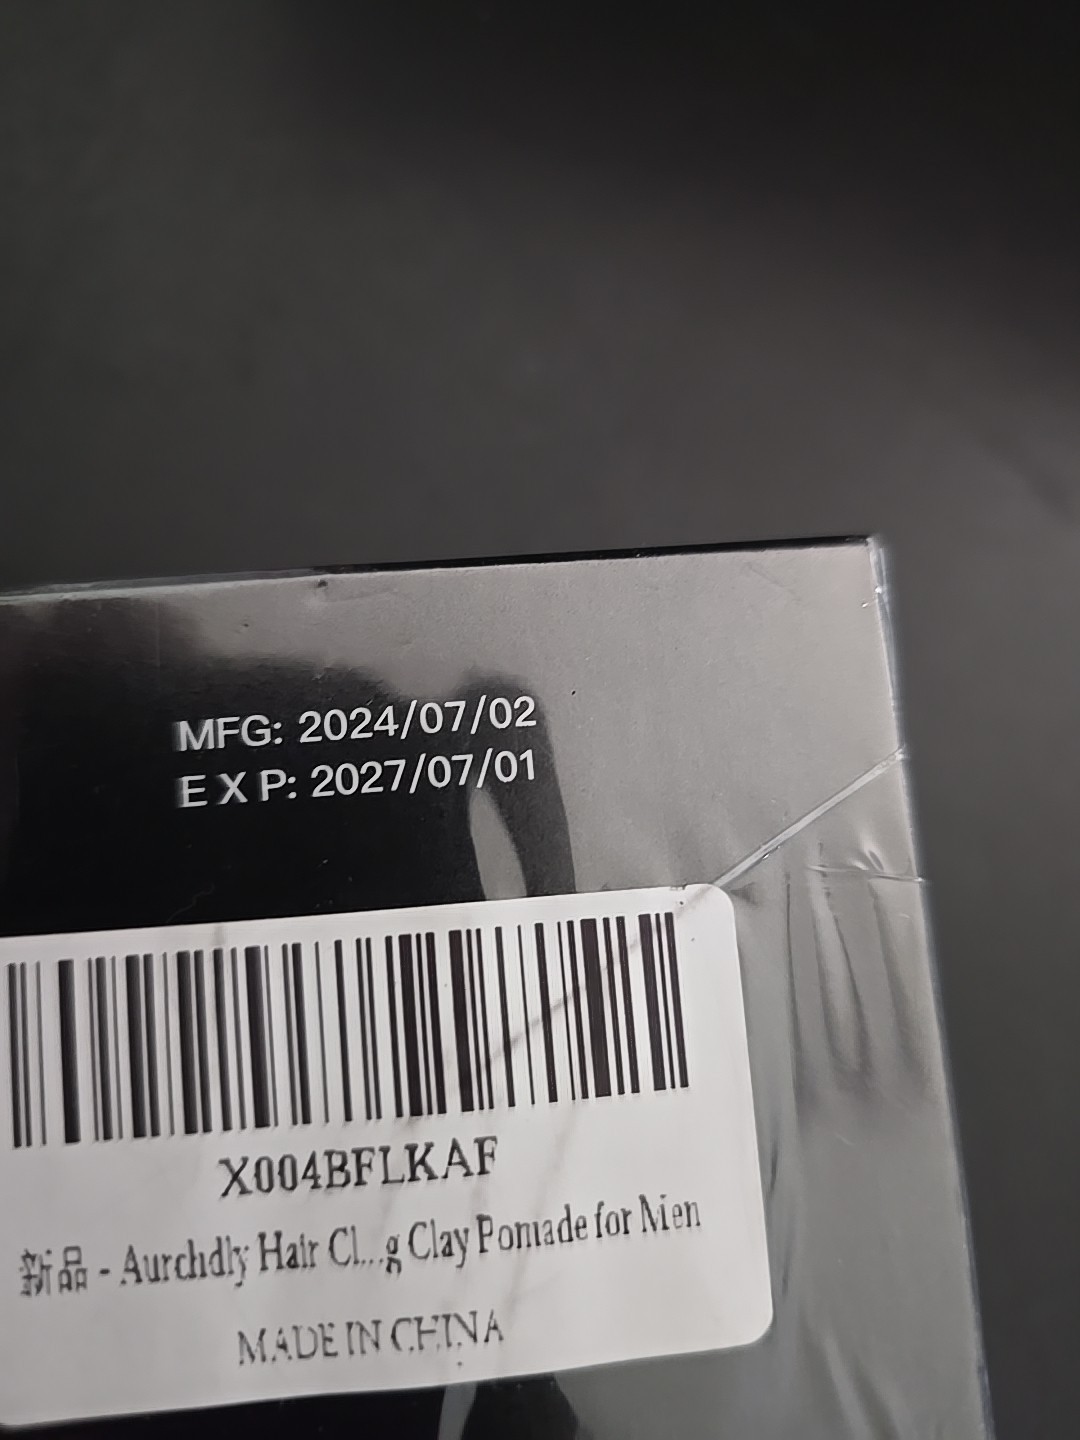 MFG: 2024/07/02
EXP: 2027/07/01
X004BFLKAF
新品 - Aurchdly Hair Cl...g Clay Pomade for Men
MADE IN CHINA